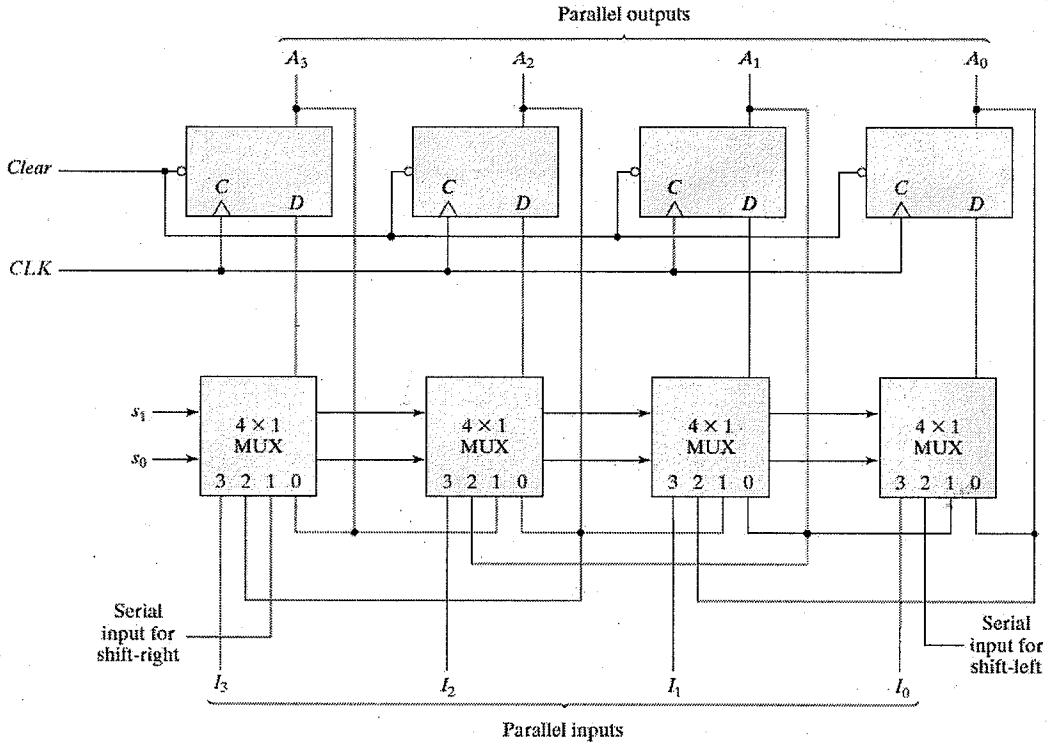 Parallel outputs
A₃ A₂ A₁ A₀
Clear
C D C D C D C D
CLK
s₁
s₀
4 × 1 4 × 1 4 × 1 4 × 1
MUX MUX MUX MUX
3 2 1 0 3 2 1 0 3 2 1 0 3 2 1 0
Serial
input for
shift-right
Serial
input for
shift-left
I₃ I₂ I₁ I₀
Parallel inputs